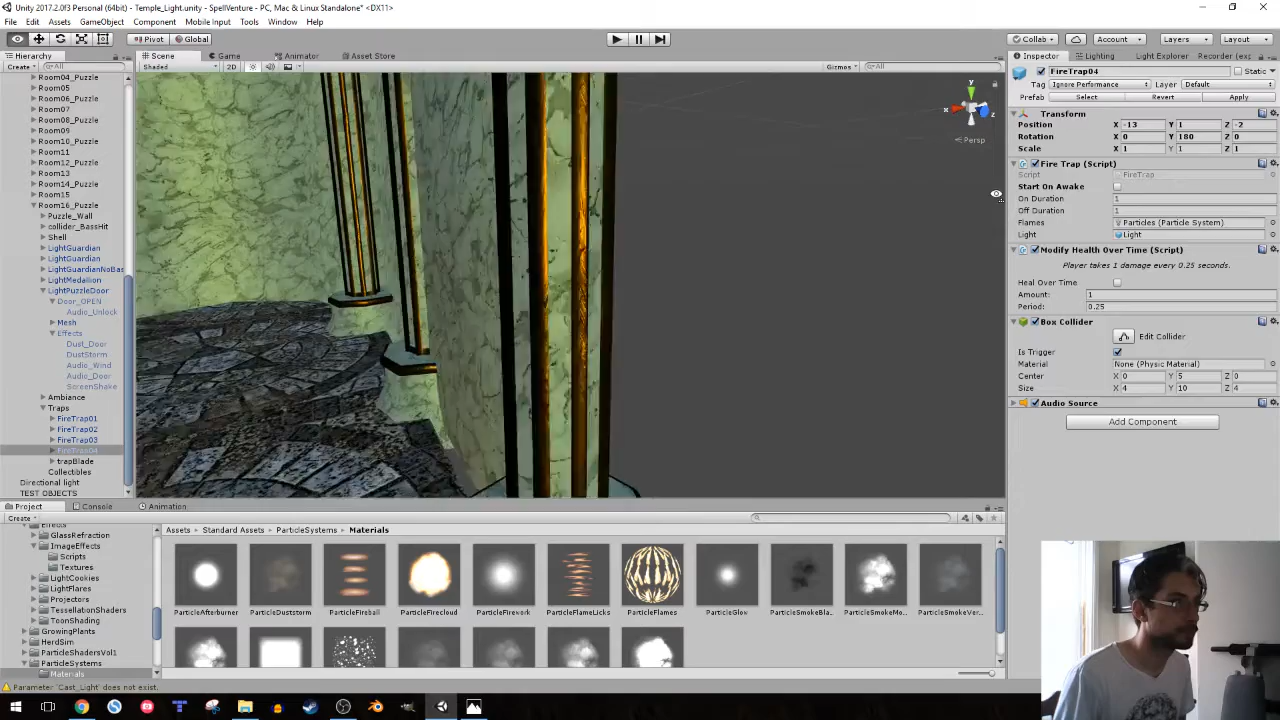 Unity 2017.2.0f3 Personal (64bit) - Temple_Light.unity - SpellVenture - PC, Mac & Linux Standalone* <DX11>
File Edit Assets GameObject Component Mobile Input Tools Window Help
Pivot Global
Collab Account Layers Layout
Hierarchy
Create All
Room04_Puzzle
Room05
Room06_Puzzle
Room07
Room08_Puzzle
Room09
Room10_Puzzle
Room11
Room12_Puzzle
Room13
Room14_Puzzle
Room15
Room16_Puzzle
Puzzle_Wall
collider_BassHit
Shell
LightGuardian
LightGuardian
LightGuardianNoBas
LightMedallion
LightPuzzleDoor
Door_OPEN
Audio_Unlock
Mesh
Effects
Dust_Door
DustStorm
Audio_Wind
Audio_Door
ScreenShake
Ambiance
Traps
FireTrap01
FireTrap02
FireTrap03
FireTrap04
trapBlade
Collectibles
Directional light
TEST OBJECTS
Scene Game Animator Asset Store
Shaded 2D Gizmos All
y
x z
Persp
Inspector Lighting Light Explorer Recorder (exp
FireTrap04 Static
Tag Ignore Performance Layer Default
Prefab Select Revert Apply
Transform
Position X -13 Y 1 Z -2
Rotation X 0 Y 180 Z 0
Scale X 1 Y 1 Z 1
Fire Trap (Script)
Script FireTrap
Start On Awake
On Duration 1
Off Duration 1
Flames Particles (Particle System)
Light Light
Modify Health Over Time (Script)
Player takes 1 damage every 0.25 seconds.
Heal Over Time
Amount: 1
Period: 0.25
Box Collider
Edit Collider
Is Trigger
Material None (Physic Material)
Center X 0 Y 5 Z 0
Size X 4 Y 10 Z 4
Audio Source
Add Component
Project Console Animation
Create
Effects
GlassRefraction
ImageEffects
Scripts
Textures
LightCookies
LightFlares
Projectors
TessellationShaders
ToonShading
GrowingPlants
HerdSim
ParticleShadersVol1
ParticleSystems
Materials
Assets Standard Assets ParticleSystems Materials
ParticleAfterburner ParticleDuststorm ParticleFireball ParticleFirecloud ParticleFirework ParticleFlameLicks ParticleFlames ParticleGlow ParticleSmokeBla... ParticleSmokeMo... ParticleSmokeVer...
Parameter 'Cast_Light' does not exist.